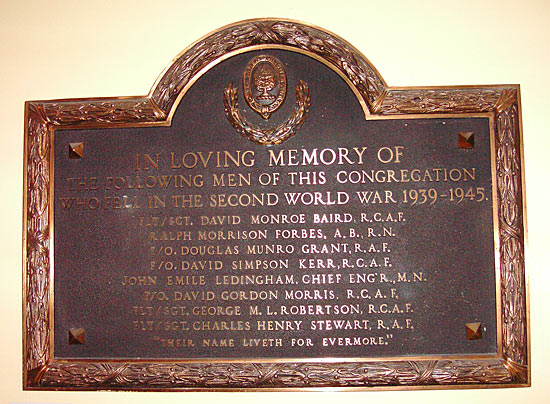 IN LOVING MEMORY OF
THE FOLLOWING MEN OF THIS CONGREGATION
WHO FELL IN THE SECOND WORLD WAR 1939-1945.
FLT/SGT. DAVID MONROE BAIRD, R.C.A.F.
RALPH MORRISON FORBES, A.B., R.N.
F/O. DOUGLAS MUNRO GRANT, R.A.F.
F/O. DAVID SIMPSON KERR, R.C.A.F.
JOHN EMILE LEDINGHAM, CHIEF ENG'R., M.N.
P/O. DAVID GORDON MORRIS, R.C.A.F.
FLT/SGT. GEORGE M. L. ROBERTSON, R.C.A.F.
FLT/SGT. CHARLES HENRY STEWART, R.A.F.
"THEIR NAME LIVETH FOR EVERMORE."